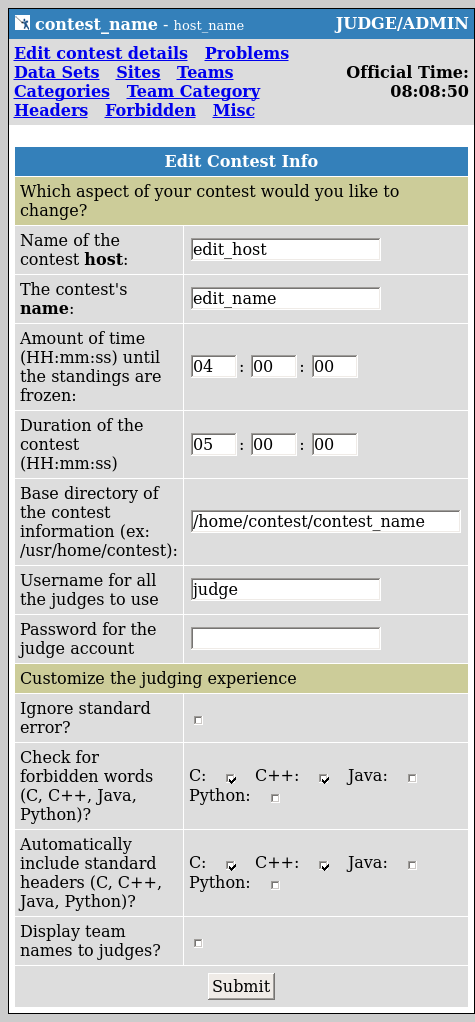 contest_name - host_name JUDGE/ADMIN
Edit contest details Problems
Data Sets Sites Teams
Categories Team Category
Headers Forbidden Misc
Official Time:
08:08:50
Edit Contest Info
Which aspect of your contest would you like to
change?
Name of the
contest host:
edit_host
The contest's
name:
edit_name
Amount of time
(HH:mm:ss) until
the standings are
frozen:
04 : 00 : 00
Duration of the
contest
(HH:mm:ss)
05 : 00 : 00
Base directory of
the contest
information (ex:
/usr/home/contest):
/home/contest/contest_name
Username for all
the judges to use
judge
Password for the
judge account
Customize the judging experience
Ignore standard
error?
Check for
forbidden words
(C, C++, Java,
Python)?
C: C++: Java:
Python:
Automatically
include standard
headers (C, C++,
Java, Python)?
C: C++: Java:
Python:
Display team
names to judges?
Submit